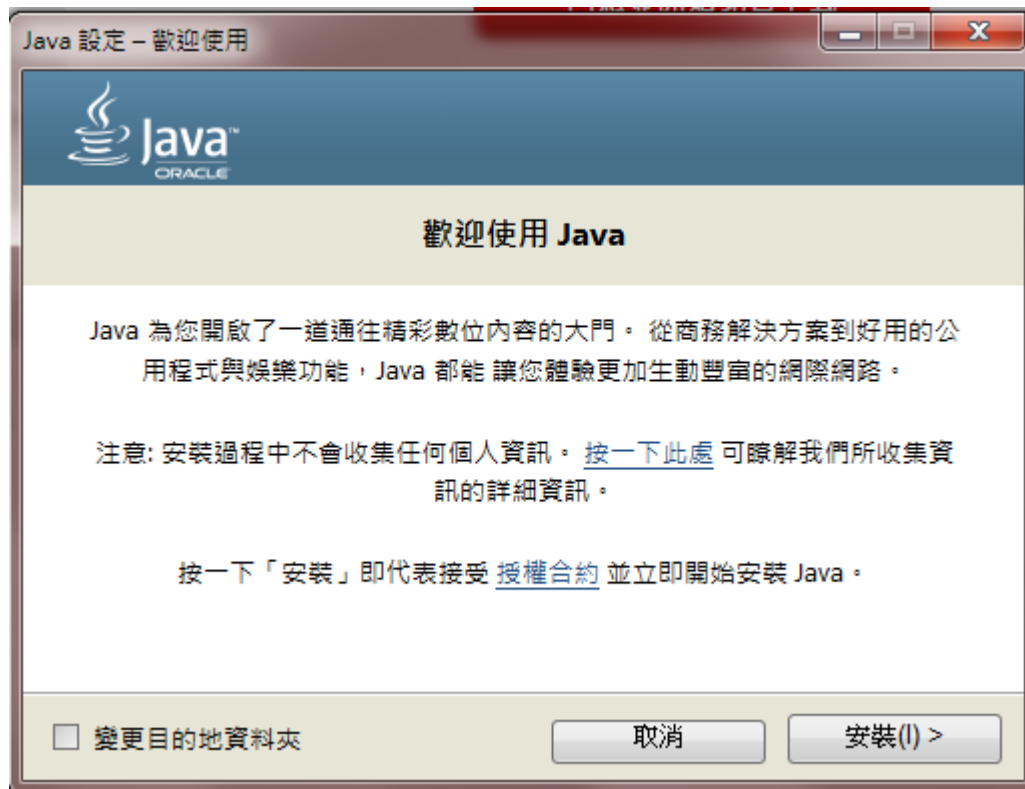 Java 設定 – 歡迎使用
Java™
ORACLE
歡迎使用 Java
Java 為您開啟了一道通往精彩數位內容的大門。 從商務解決方案到好用的公
用程式與娛樂功能，Java 都能 讓您體驗更加生動豐富的網際網路。
注意: 安裝過程中不會收集任何個人資訊。 按一下此處 可瞭解我們所收集資
訊的詳細資訊。
按一下「安裝」即代表接受 授權合約 並立即開始安裝 Java。
變更目的地資料夾
取消
安裝(I) >